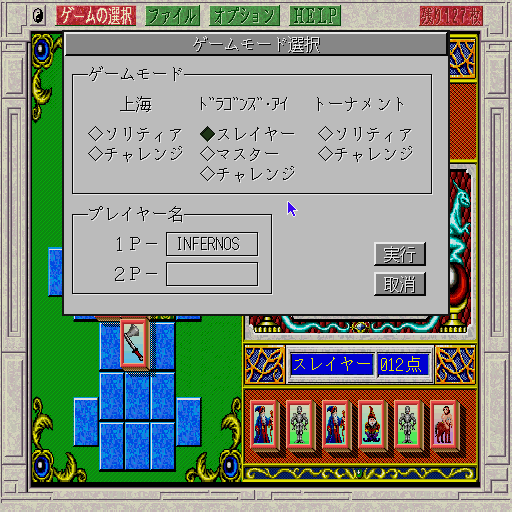 ゲームの選択 ファイル オプション HELP 残り127枚
ゲームモード選択
ゲームモード
上海 ドラゴンズ・アイ トーナメント
◇ソリティア ◆スレイヤー ◇ソリティア
◇チャレンジ ◇マスター ◇チャレンジ
◇チャレンジ
プレイヤー名
1P- INFERNOS
2P-
実行
取消
スレイヤー 012点